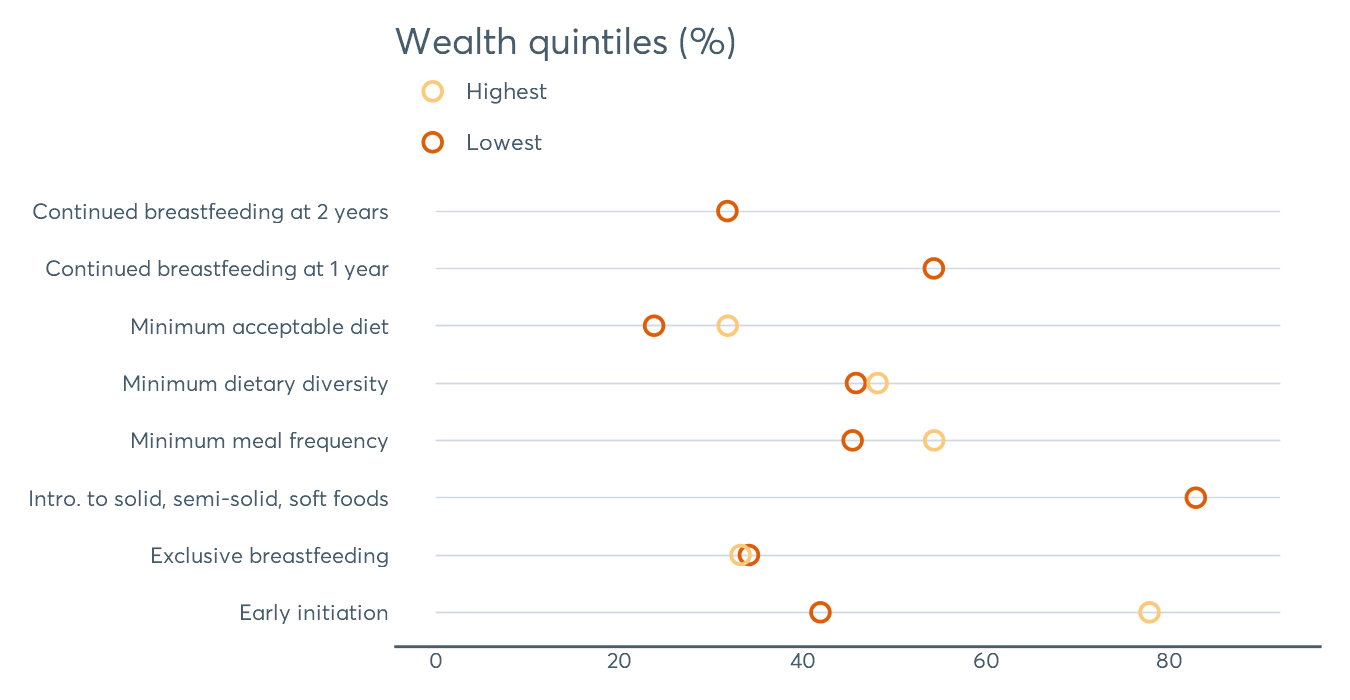 Wealth quintiles (%)
Highest
Lowest
Continued breastfeeding at 2 years
Continued breastfeeding at 1 year
Minimum acceptable diet
Minimum dietary diversity
Minimum meal frequency
Intro. to solid, semi-solid, soft foods
Exclusive breastfeeding
Early initiation
0 20 40 60 80